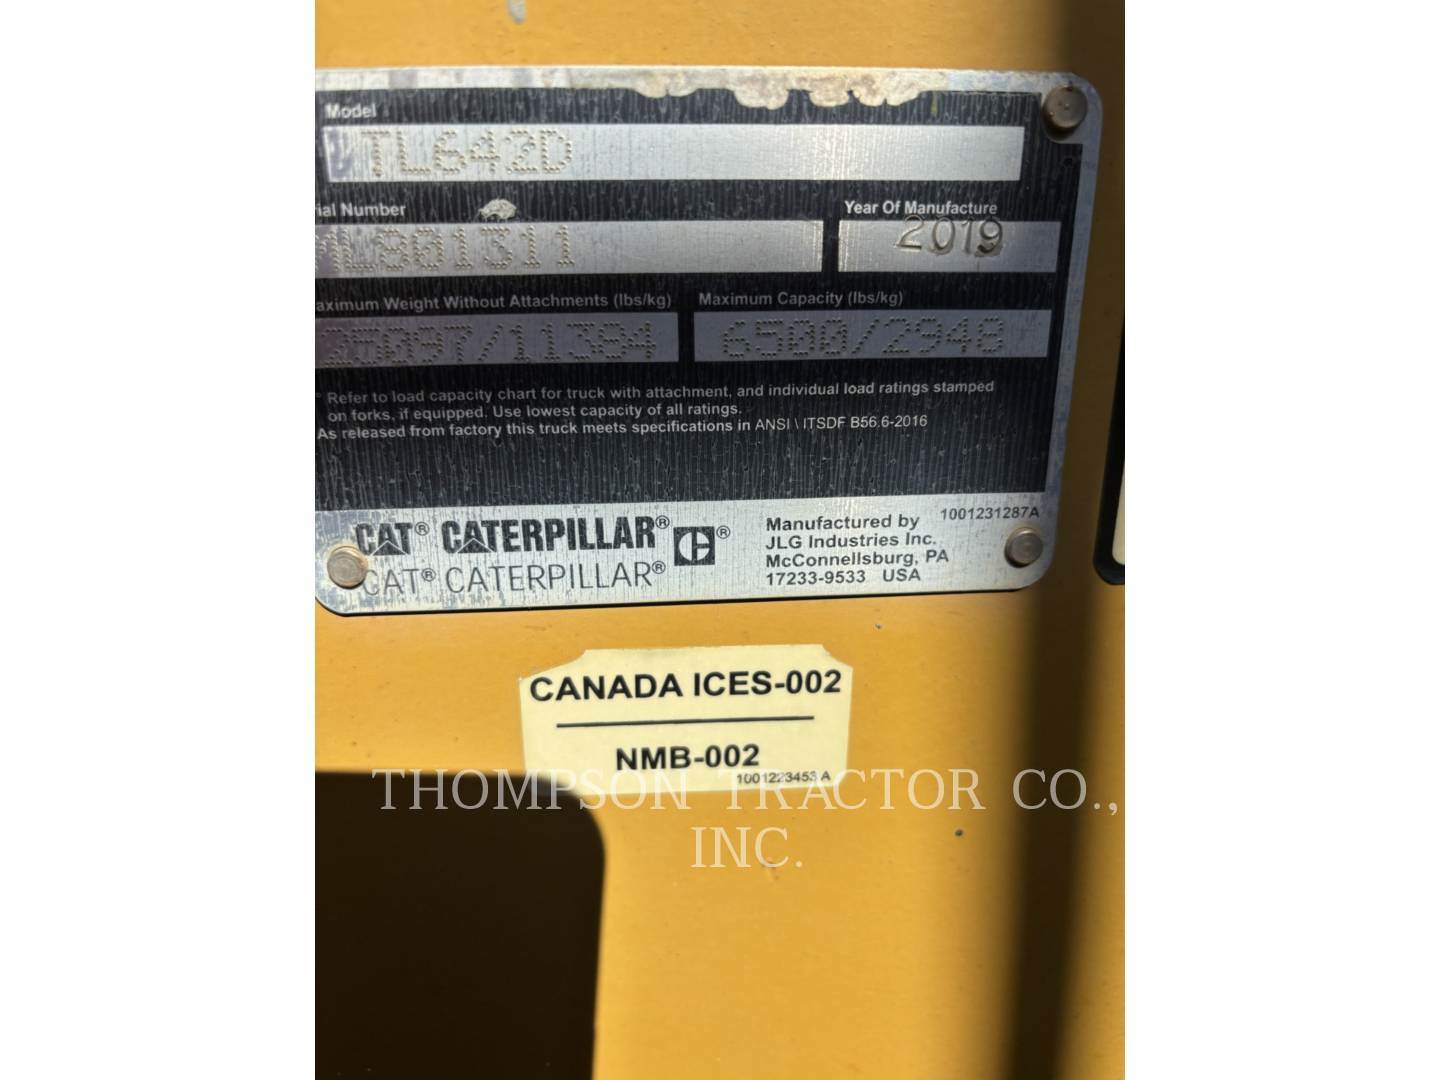 Model
TL642D
ial Number
Year Of Manufacture
ML801311
2019
aximum Weight Without Attachments (lbs/kg)
Maximum Capacity (lbs/kg)
25097/11384
6500/2948
* Refer to load capacity chart for truck with attachment, and individual load ratings stamped
on forks, if equipped. Use lowest capacity of all ratings.
As released from factory this truck meets specifications in ANSI \ ITSDF B56.6-2016
CAT® CATERPILLAR® ®
CAT® CATERPILLAR®
Manufactured by
JLG Industries Inc.
McConnellsburg, PA
17233-9533 USA
1001231287A
CANADA ICES-002
NMB-002
1001223453 A
THOMPSON TRACTOR CO.,
INC.